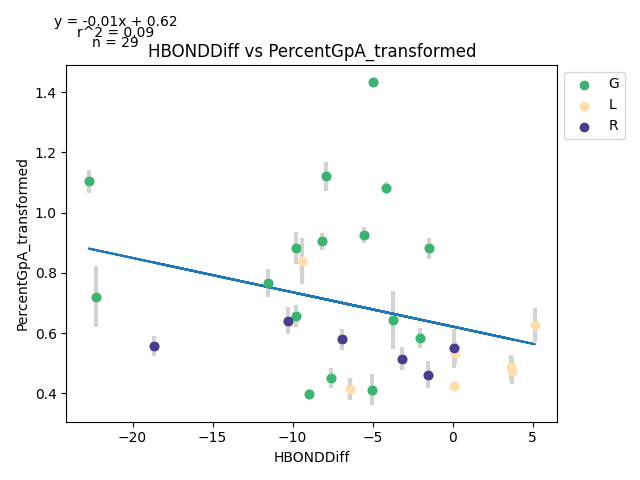 y = -0.01x + 0.62
r^2 = 0.09
n = 29
HBONDDiff vs PercentGpA_transformed
G
L
R
1.4
1.2
1.0
0.8
0.6
0.4
PercentGpA_transformed
−20
−15
−10
−5
0
5
HBONDDiff